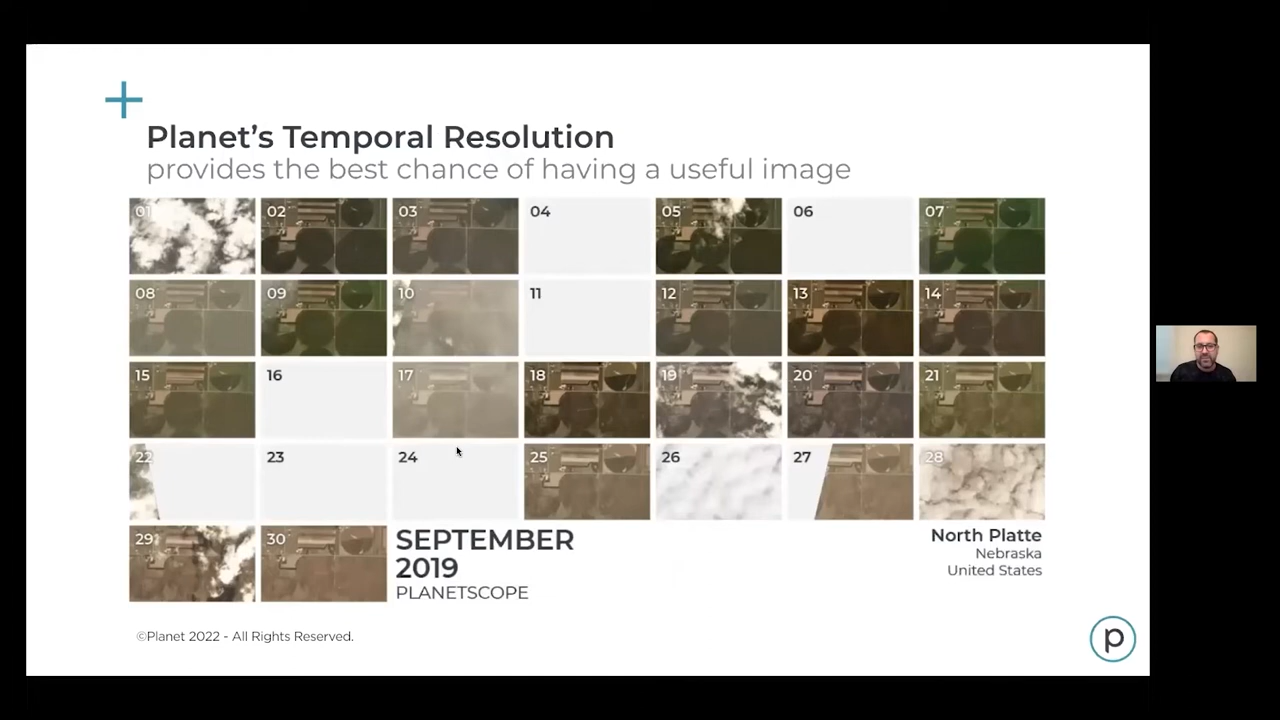 Planet’s Temporal Resolution
provides the best chance of having a useful image
01 02 03 04 05 06 07
08 09 10 11 12 13 14
15 16 17 18 19 20 21
22 23 24 25 26 27 28
29 30
SEPTEMBER
2019
PLANETSCOPE
North Platte
Nebraska
United States
©Planet 2022 - All Rights Reserved.
p